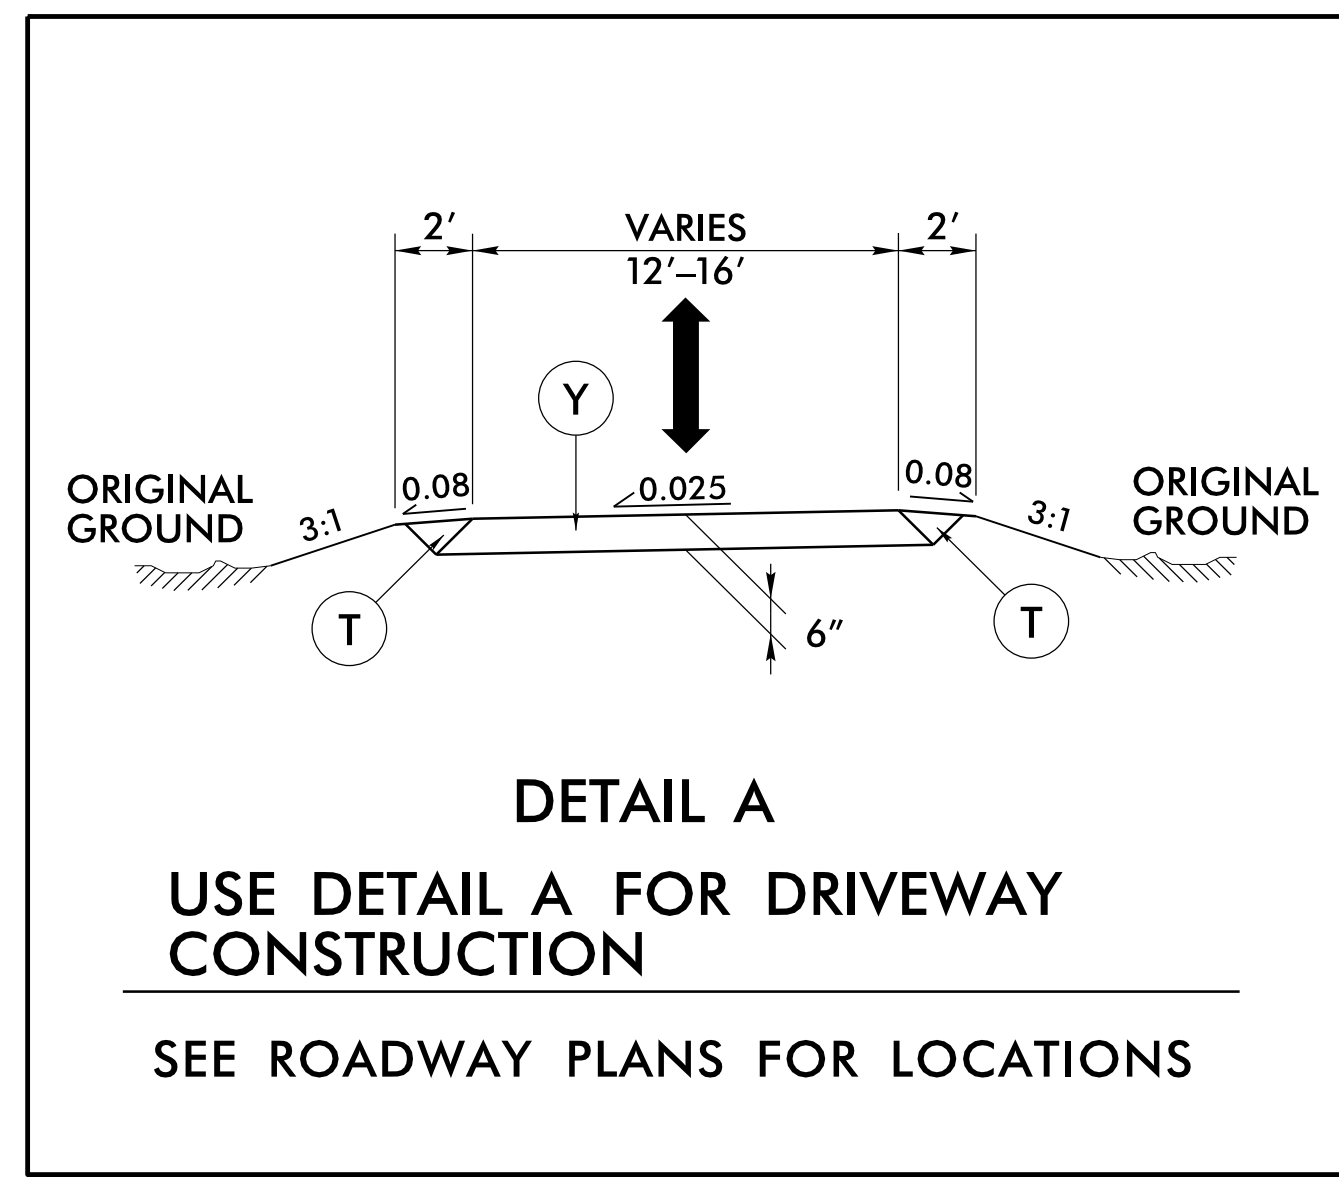 2' VARIES 2'
12'–16'
Y
ORIGINAL GROUND
3:1
0.08
0.025
0.08
3:1
ORIGINAL GROUND
T
6"
T
DETAIL A
USE DETAIL A FOR DRIVEWAY
CONSTRUCTION
SEE ROADWAY PLANS FOR LOCATIONS